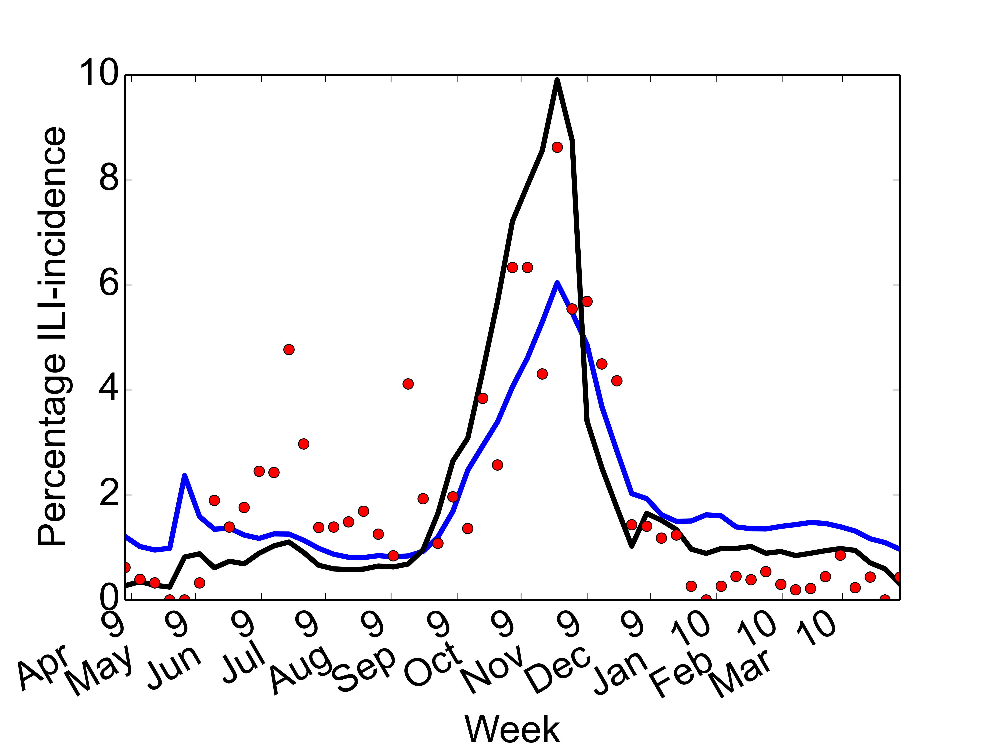 Percentage ILI-incidence
10
8
6
4
2
0
Apr 9
May 9
Jun 9
Jul 9
Aug 9
Sep 9
Oct 9
Nov 9
Dec 9
Jan 10
Feb 10
Mar 10
Week